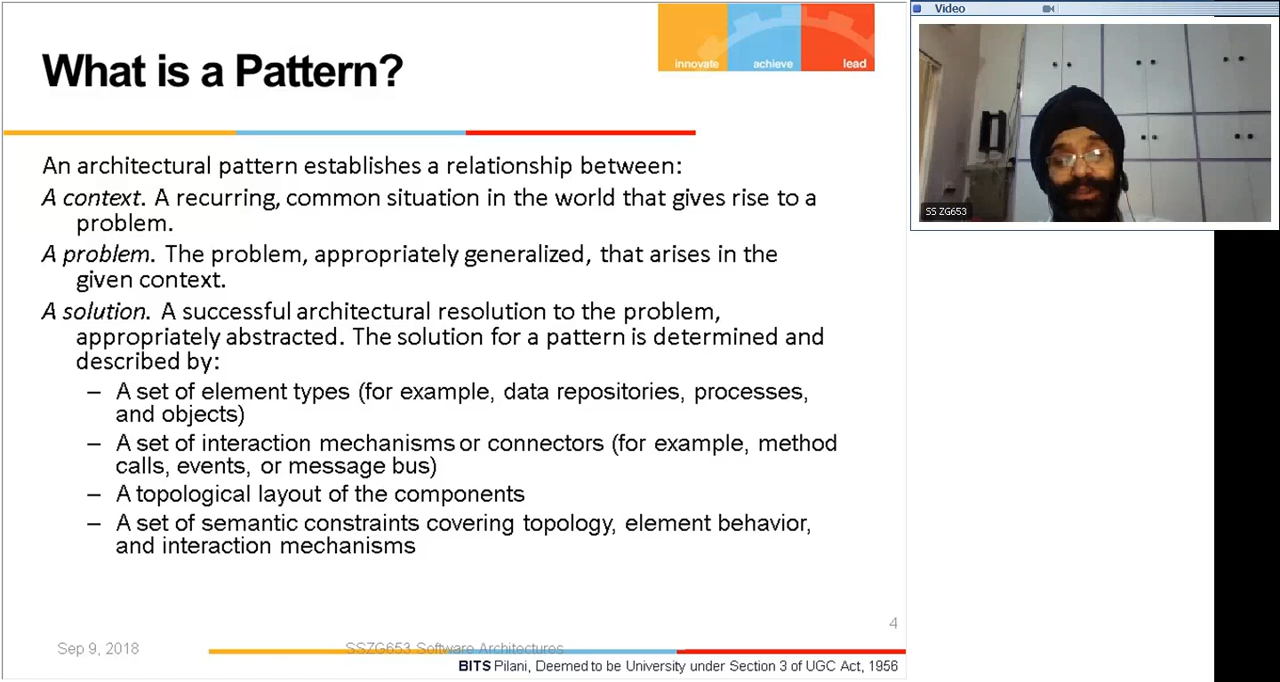 What is a Pattern?
innovate achieve lead
An architectural pattern establishes a relationship between:
A context. A recurring, common situation in the world that gives rise to a
problem.
A problem. The problem, appropriately generalized, that arises in the
given context.
A solution. A successful architectural resolution to the problem,
appropriately abstracted. The solution for a pattern is determined and
described by:
– A set of element types (for example, data repositories, processes,
and objects)
– A set of interaction mechanisms or connectors (for example, method
calls, events, or message bus)
– A topological layout of the components
– A set of semantic constraints covering topology, element behavior,
and interaction mechanisms
4
Sep 9, 2018 SSZG653 Software Architectures
BITS Pilani, Deemed to be University under Section 3 of UGC Act, 1956
Video
SS ZG653